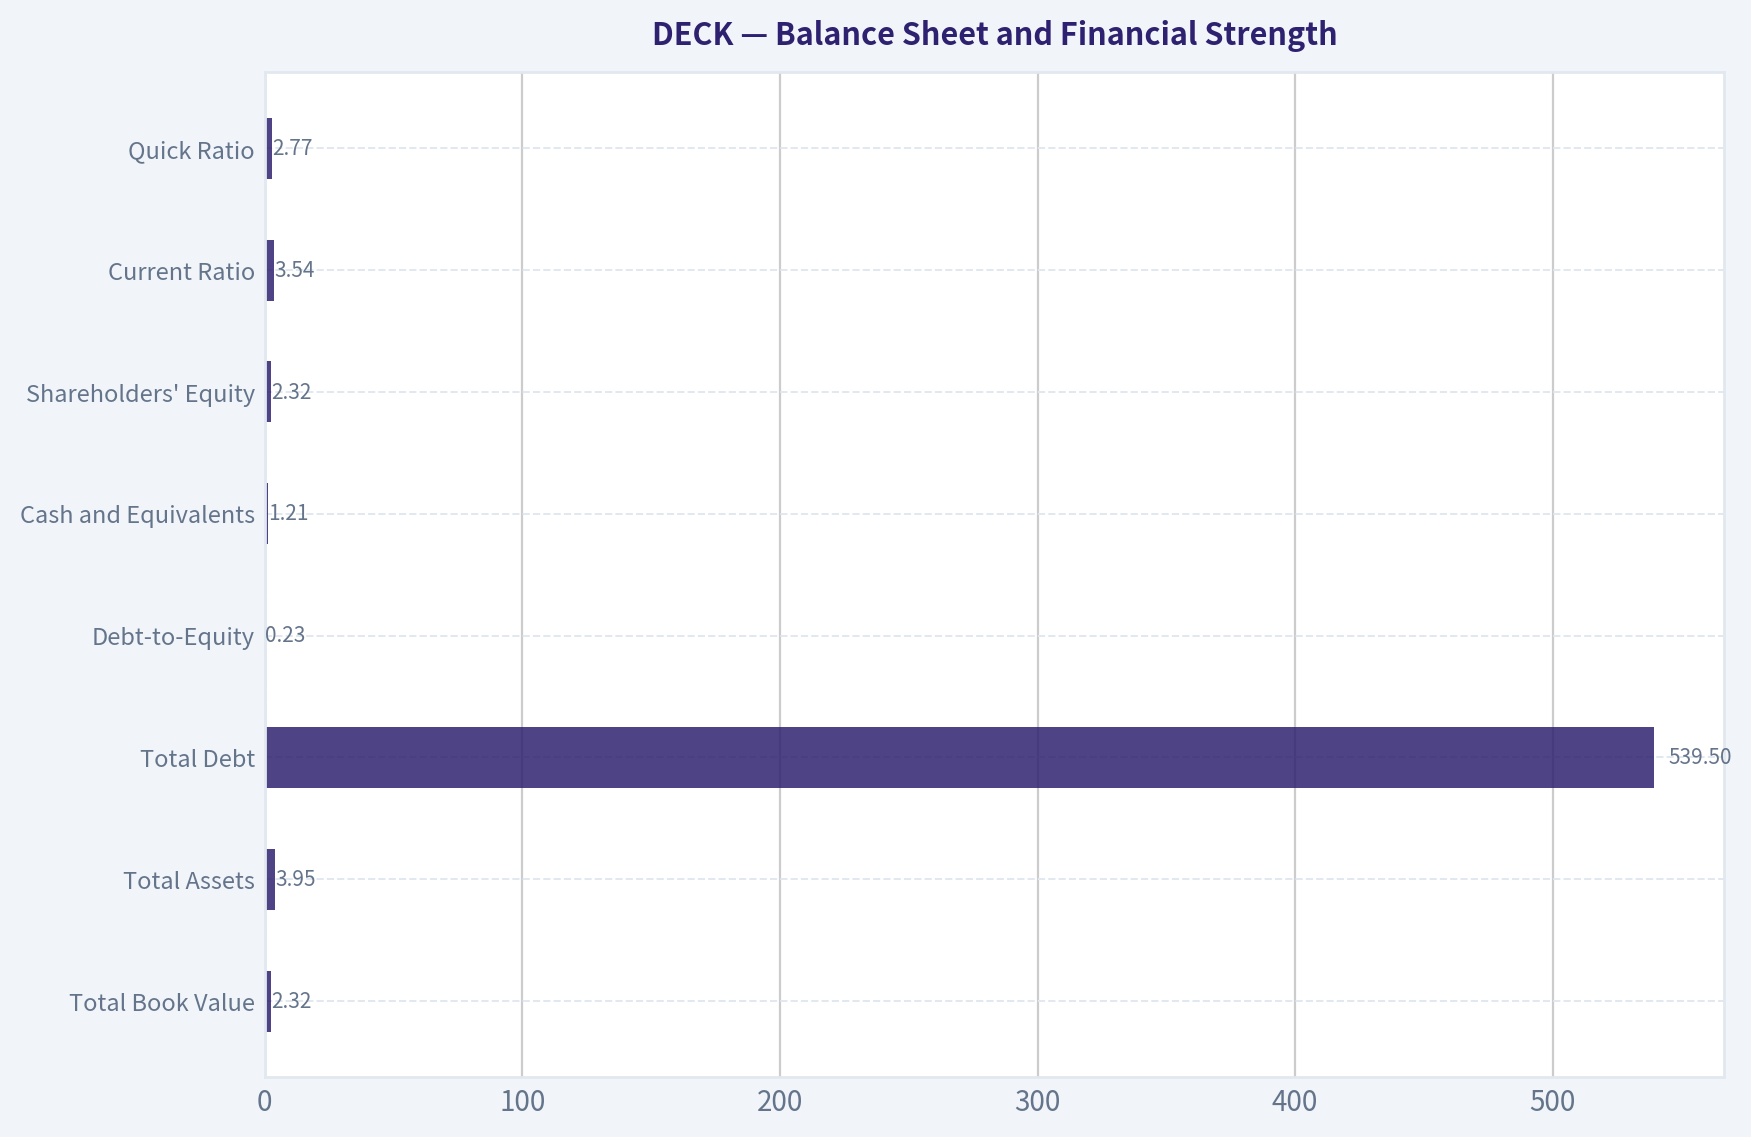 DECK — Balance Sheet and Financial Strength
Quick Ratio 2.77
Current Ratio 3.54
Shareholders' Equity 2.32
Cash and Equivalents 1.21
Debt-to-Equity 0.23
Total Debt 539.50
Total Assets 3.95
Total Book Value 2.32
0 100 200 300 400 500